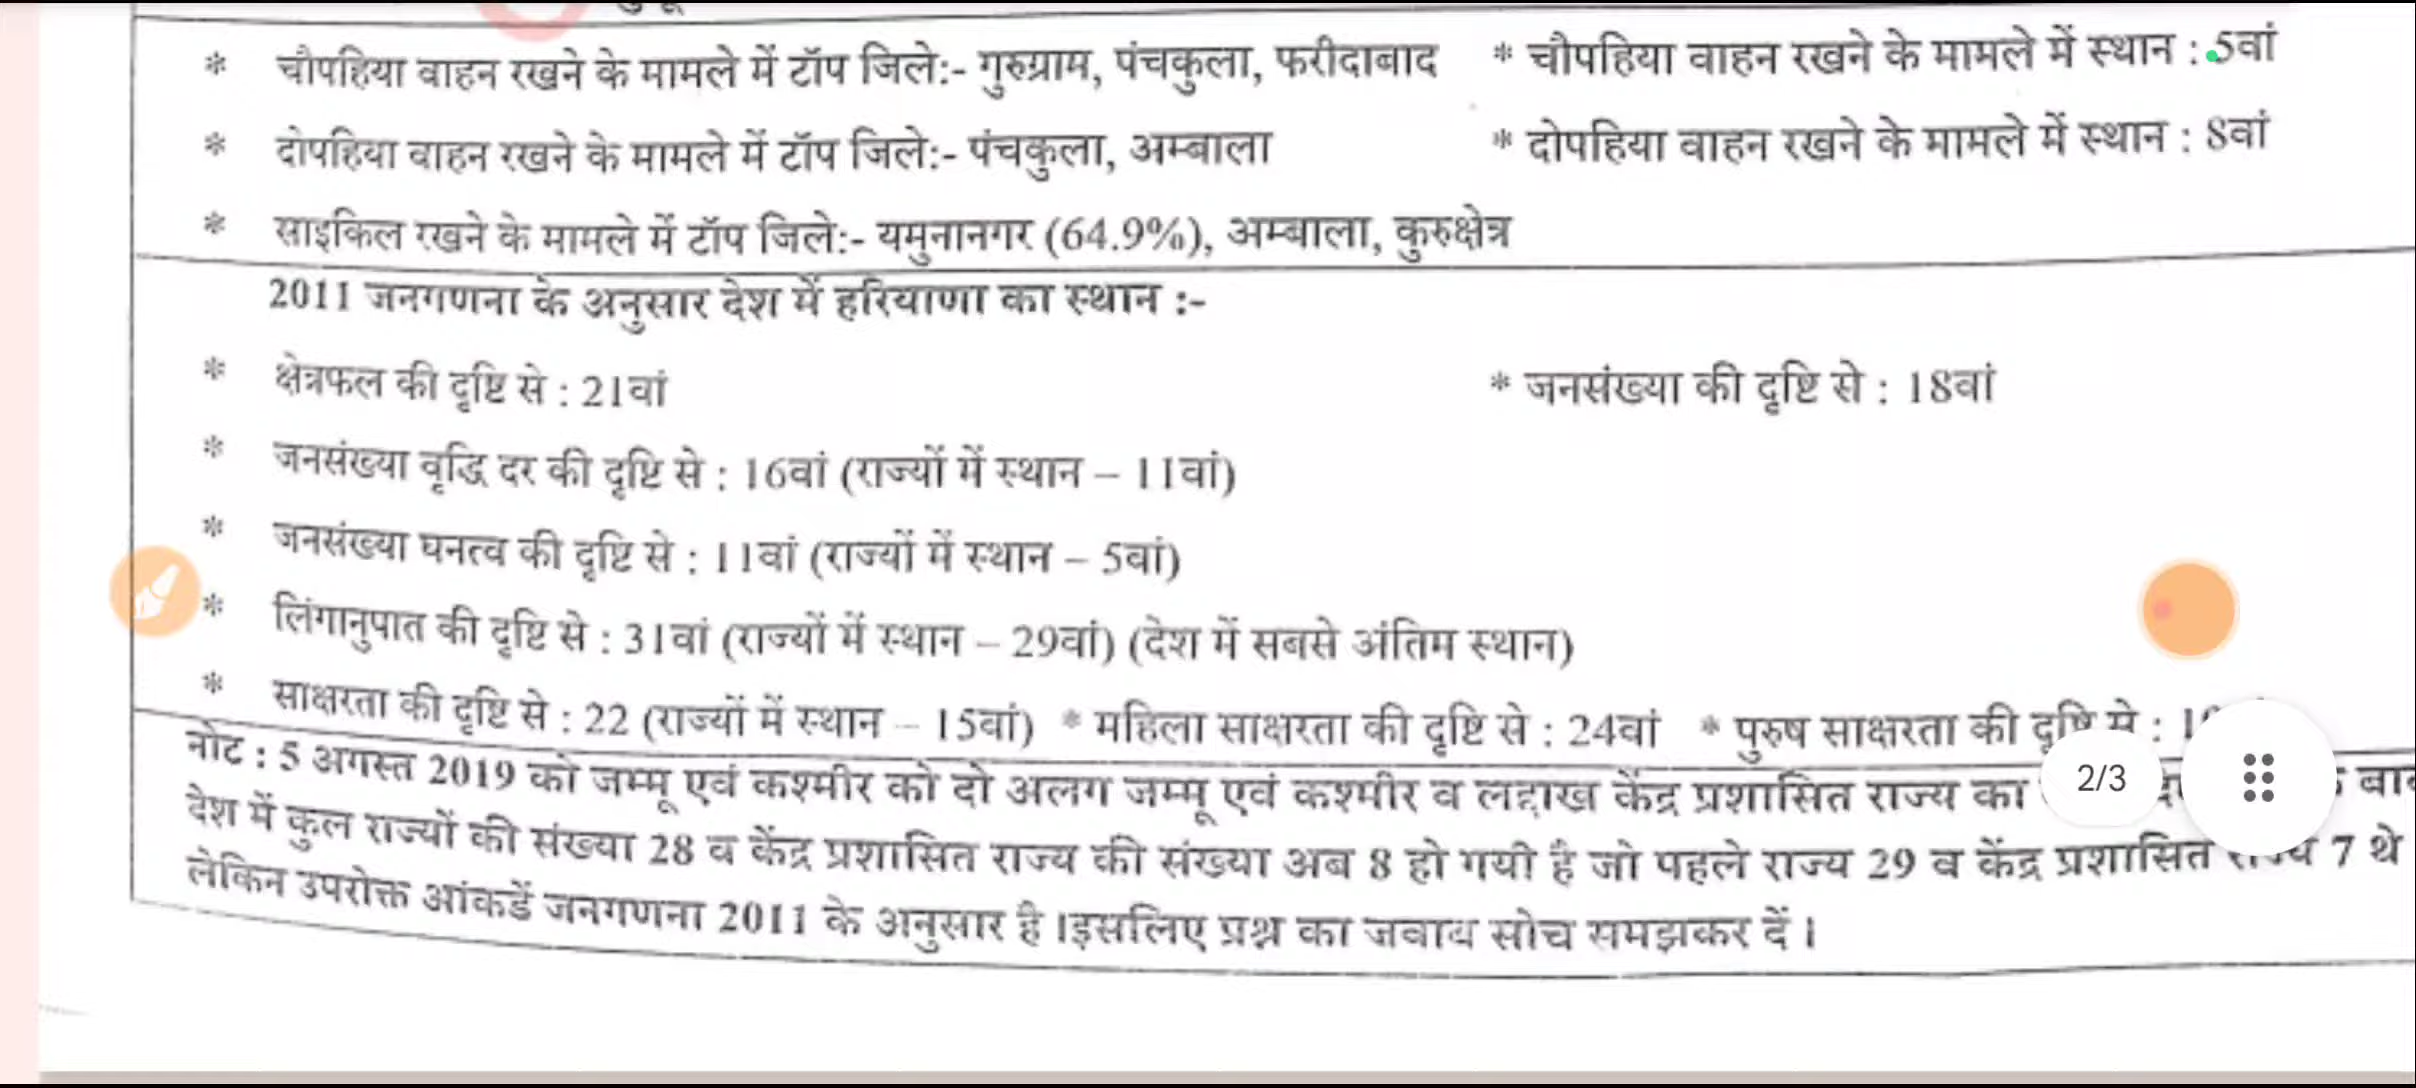 * चौपहिया वाहन रखने के मामले में टॉप जिले:- गुरुग्राम, पंचकुला, फरीदाबाद * चौपहिया वाहन रखने के मामले में स्थान : 5वां
* दोपहिया वाहन रखने के मामले में टॉप जिले:- पंचकुला, अम्बाला * दोपहिया वाहन रखने के मामले में स्थान : 8वां
* साइकिल रखने के मामले में टॉप जिले:- यमुनानगर (64.9%), अम्बाला, कुरुक्षेत्र
2011 जनगणना के अनुसार देश में हरियाणा का स्थान :-
* क्षेत्रफल की दृष्टि से : 21वां * जनसंख्या की दृष्टि से : 18वां
* जनसंख्या वृद्धि दर की दृष्टि से : 16वां (राज्यों में स्थान – 11वां)
* जनसंख्या घनत्व की दृष्टि से : 11वां (राज्यों में स्थान – 5वां)
* लिंगानुपात की दृष्टि से : 31वां (राज्यों में स्थान – 29वां) (देश में सबसे अंतिम स्थान)
* साक्षरता की दृष्टि से : 22 (राज्यों में स्थान – 15वां) * महिला साक्षरता की दृष्टि से : 24वां * पुरुष साक्षरता की दृष्टि से :
नोट : 5 अगस्त 2019 को जम्मू एवं कश्मीर को दो अलग जम्मू एवं कश्मीर व लद्दाख केंद्र प्रशासित राज्य का
2/3
देश में कुल राज्यों की संख्या 28 व केंद्र प्रशासित राज्य की संख्या अब 8 हो गयी है जो पहले राज्य 29 व केंद्र प्रशासित राज्य 7 थे
लेकिन उपरोक्त आंकडें जनगणना 2011 के अनुसार है ।इसलिए प्रश्न का जवाब सोच समझकर दें ।